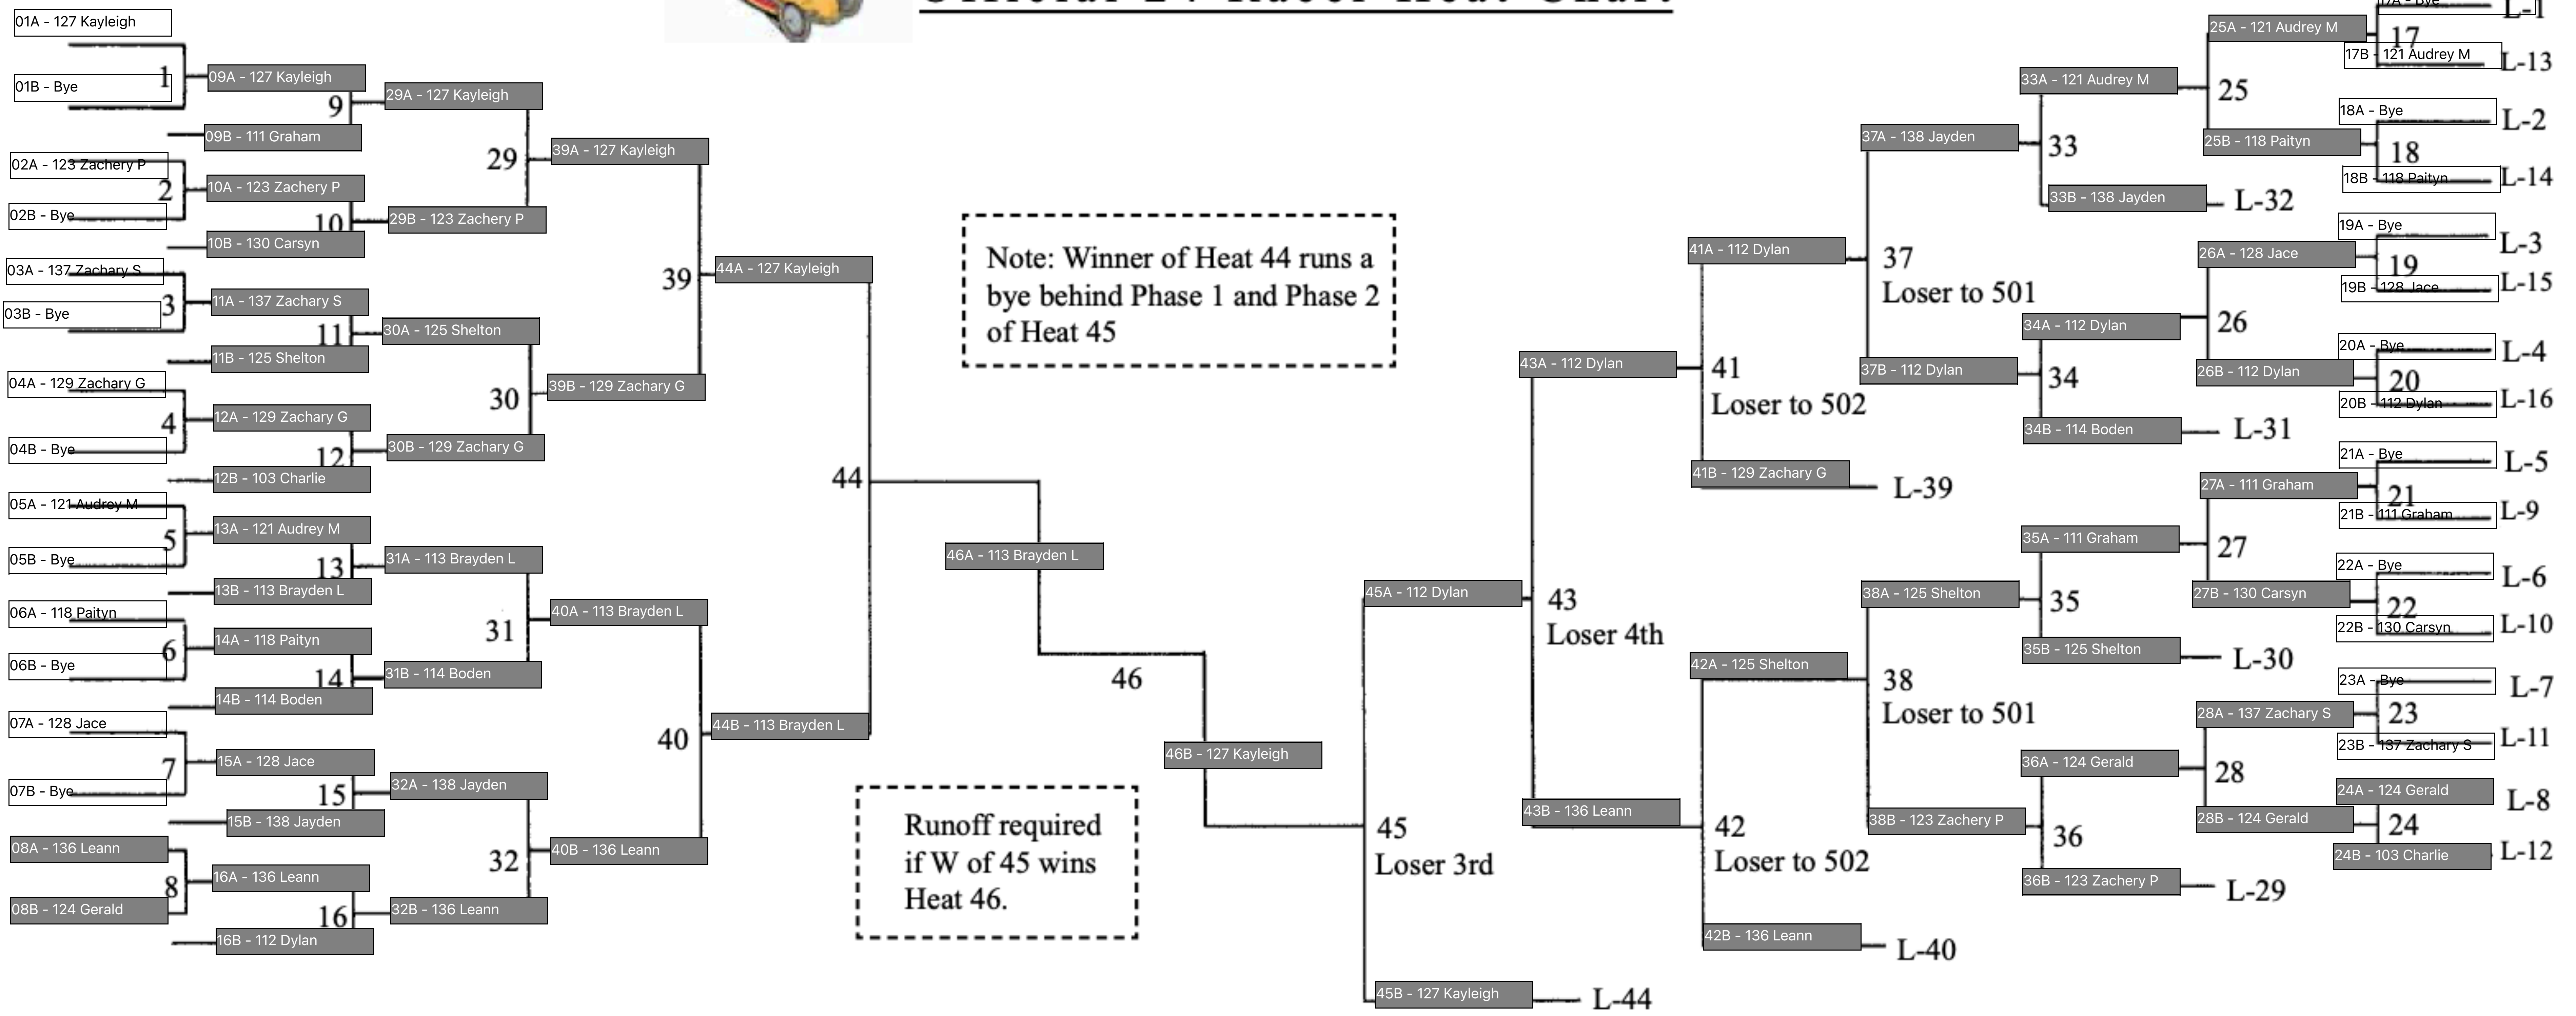 Official 24 Racer Heat Chart
01A - 127 Kayleigh
01B - Bye
1
09A - 127 Kayleigh
9
09B - 111 Graham
02A - 123 Zachery P
2
02B - Bye
10A - 123 Zachery P
10
10B - 130 Carsyn
03A - 137 Zachary S
3
03B - Bye
11A - 137 Zachary S
11
11B - 125 Shelton
04A - 129 Zachary G
4
04B - Bye
12A - 129 Zachary G
12
12B - 103 Charlie
05A - 121 Audrey M
5
05B - Bye
13A - 121 Audrey M
13
13B - 113 Brayden L
06A - 118 Paityn
6
06B - Bye
14A - 118 Paityn
14
14B - 114 Boden
07A - 128 Jace
7
07B - Bye
15A - 128 Jace
15
15B - 138 Jayden
08A - 136 Leann
8
08B - 124 Gerald
16A - 136 Leann
16
16B - 112 Dylan
29A - 127 Kayleigh
29
29B - 123 Zachery P
30A - 125 Shelton
30
30B - 129 Zachary G
31A - 113 Brayden L
31
31B - 114 Boden
32A - 138 Jayden
32
32B - 136 Leann
39A - 127 Kayleigh
39
39B - 129 Zachary G
40A - 113 Brayden L
40
40B - 136 Leann
44A - 127 Kayleigh
44
44B - 113 Brayden L
Note: Winner of Heat 44 runs a
bye behind Phase 1 and Phase 2
of Heat 45
46A - 113 Brayden L
46
46B - 127 Kayleigh
Runoff required
if W of 45 wins
Heat 46.
45A - 112 Dylan
45
Loser 3rd
45B - 127 Kayleigh
L-44
43A - 112 Dylan
43
Loser 4th
43B - 136 Leann
41A - 112 Dylan
41
Loser to 502
41B - 129 Zachary G
L-39
42A - 125 Shelton
42
Loser to 502
42B - 136 Leann
L-40
37A - 138 Jayden
37
Loser to 501
37B - 112 Dylan
38A - 125 Shelton
38
Loser to 501
38B - 123 Zachery P
33A - 121 Audrey M
33
33B - 138 Jayden
L-32
34A - 112 Dylan
34
34B - 114 Boden
L-31
35A - 111 Graham
35
35B - 125 Shelton
L-30
36A - 124 Gerald
36
36B - 123 Zachery P
L-29
25A - 121 Audrey M
25
25B - 118 Paityn
26A - 128 Jace
26
26B - 112 Dylan
27A - 111 Graham
27
27B - 130 Carsyn
28A - 137 Zachary S
28
28B - 124 Gerald
17A - Bye
L-1
17
17B - 121 Audrey M
L-13
18A - Bye
L-2
18
18B - 118 Paityn
L-14
19A - Bye
L-3
19
19B - 128 Jace
L-15
20A - Bye
L-4
20
20B - 112 Dylan
L-16
21A - Bye
L-5
21
21B - 111 Graham
L-9
22A - Bye
L-6
22
22B - 130 Carsyn
L-10
23A - Bye
L-7
23
23B - 137 Zachary S
L-11
24A - 124 Gerald
L-8
24
24B - 103 Charlie
L-12